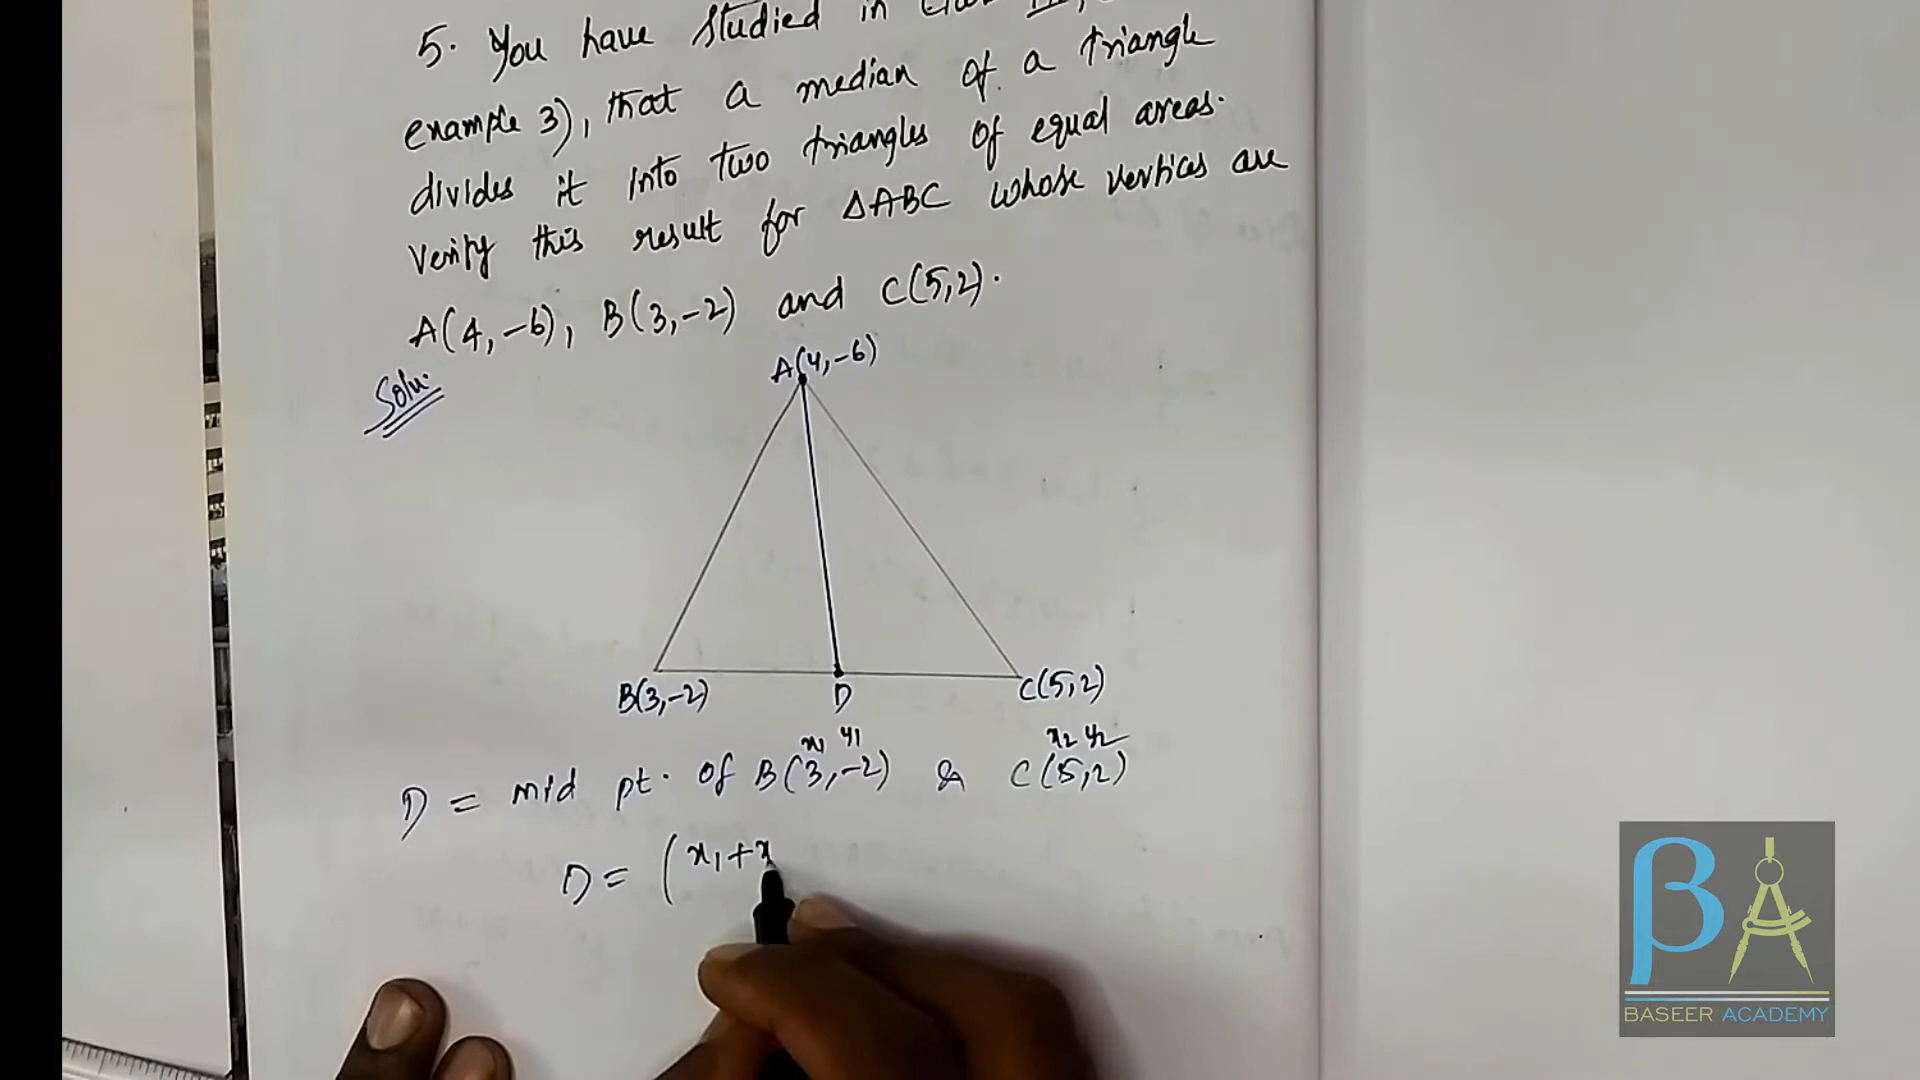 5. You have studied in
example 3), that a median of a triangle
divides it into two triangles of equal areas.
Verify this result for ΔABC whose vertices are
A(4,-6), B(3,-2) and C(5,2).
Solu.
A(4,-6)
B(3,-2) D C(5,2)
x1 y1 x2 y2
D = mid pt. of B(3,-2) & C(5,2)
D = (x1+x
BASEER ACADEMY